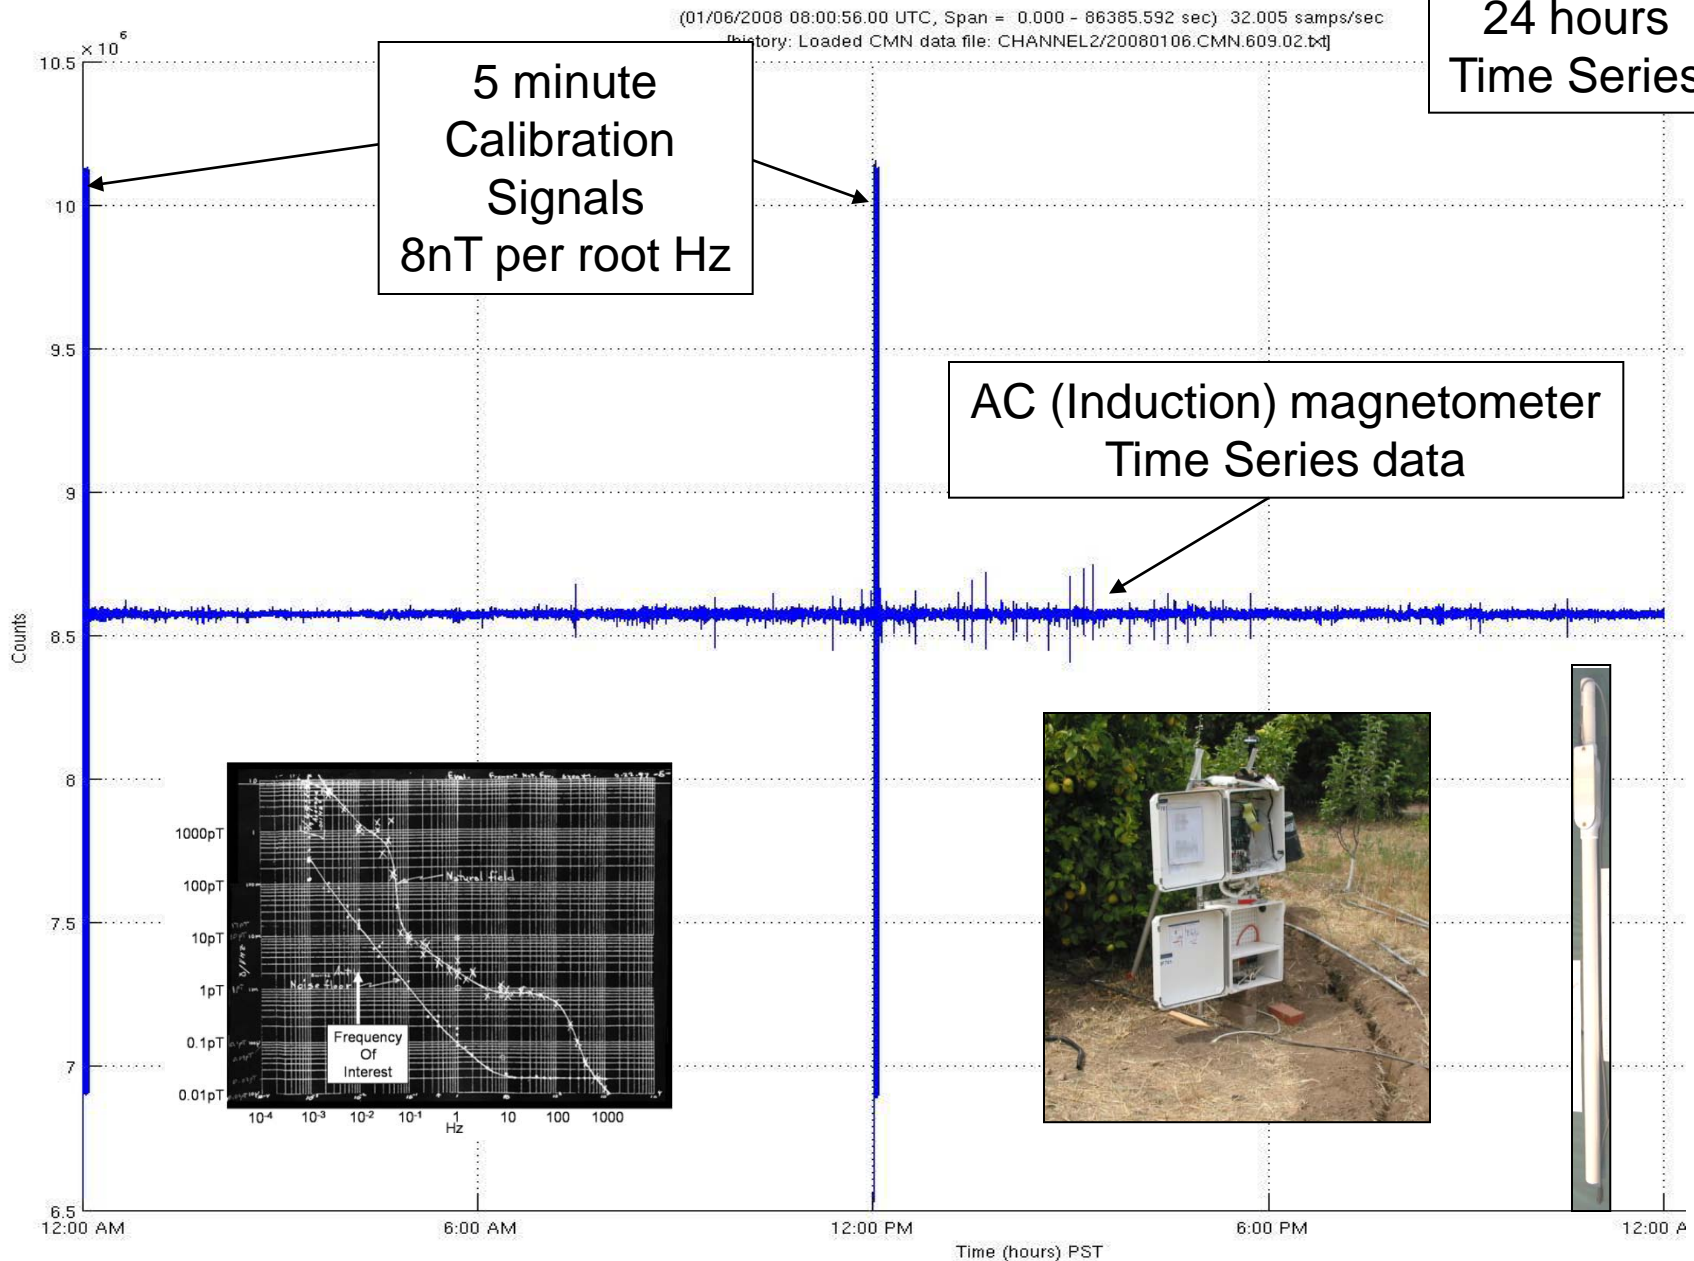 (01/06/2008 08:00:56.00 UTC, Span = 0.000 - 86385.592 sec) 32.005 samps/sec
[history: Loaded CMN data file: CHANNEL2/20080106.CMN.609.02.txt]
24 hours
Time Series
× 10^6
5 minute
Calibration
Signals
8nT per root Hz
AC (Induction) magnetometer
Time Series data
10.5
10
9.5
9
8.5
8
7.5
7
6.5
Counts
12:00 AM
6:00 AM
12:00 PM
6:00 PM
12:00 A
Time (hours) PST
1000pT
100pT
10pT
1pT
0.1pT
0.01pT
Natural field
Noise floor
Frequency
Of
Interest
10^-4
10^-3
10^-2
10^-1
1
10
100
1000
Hz